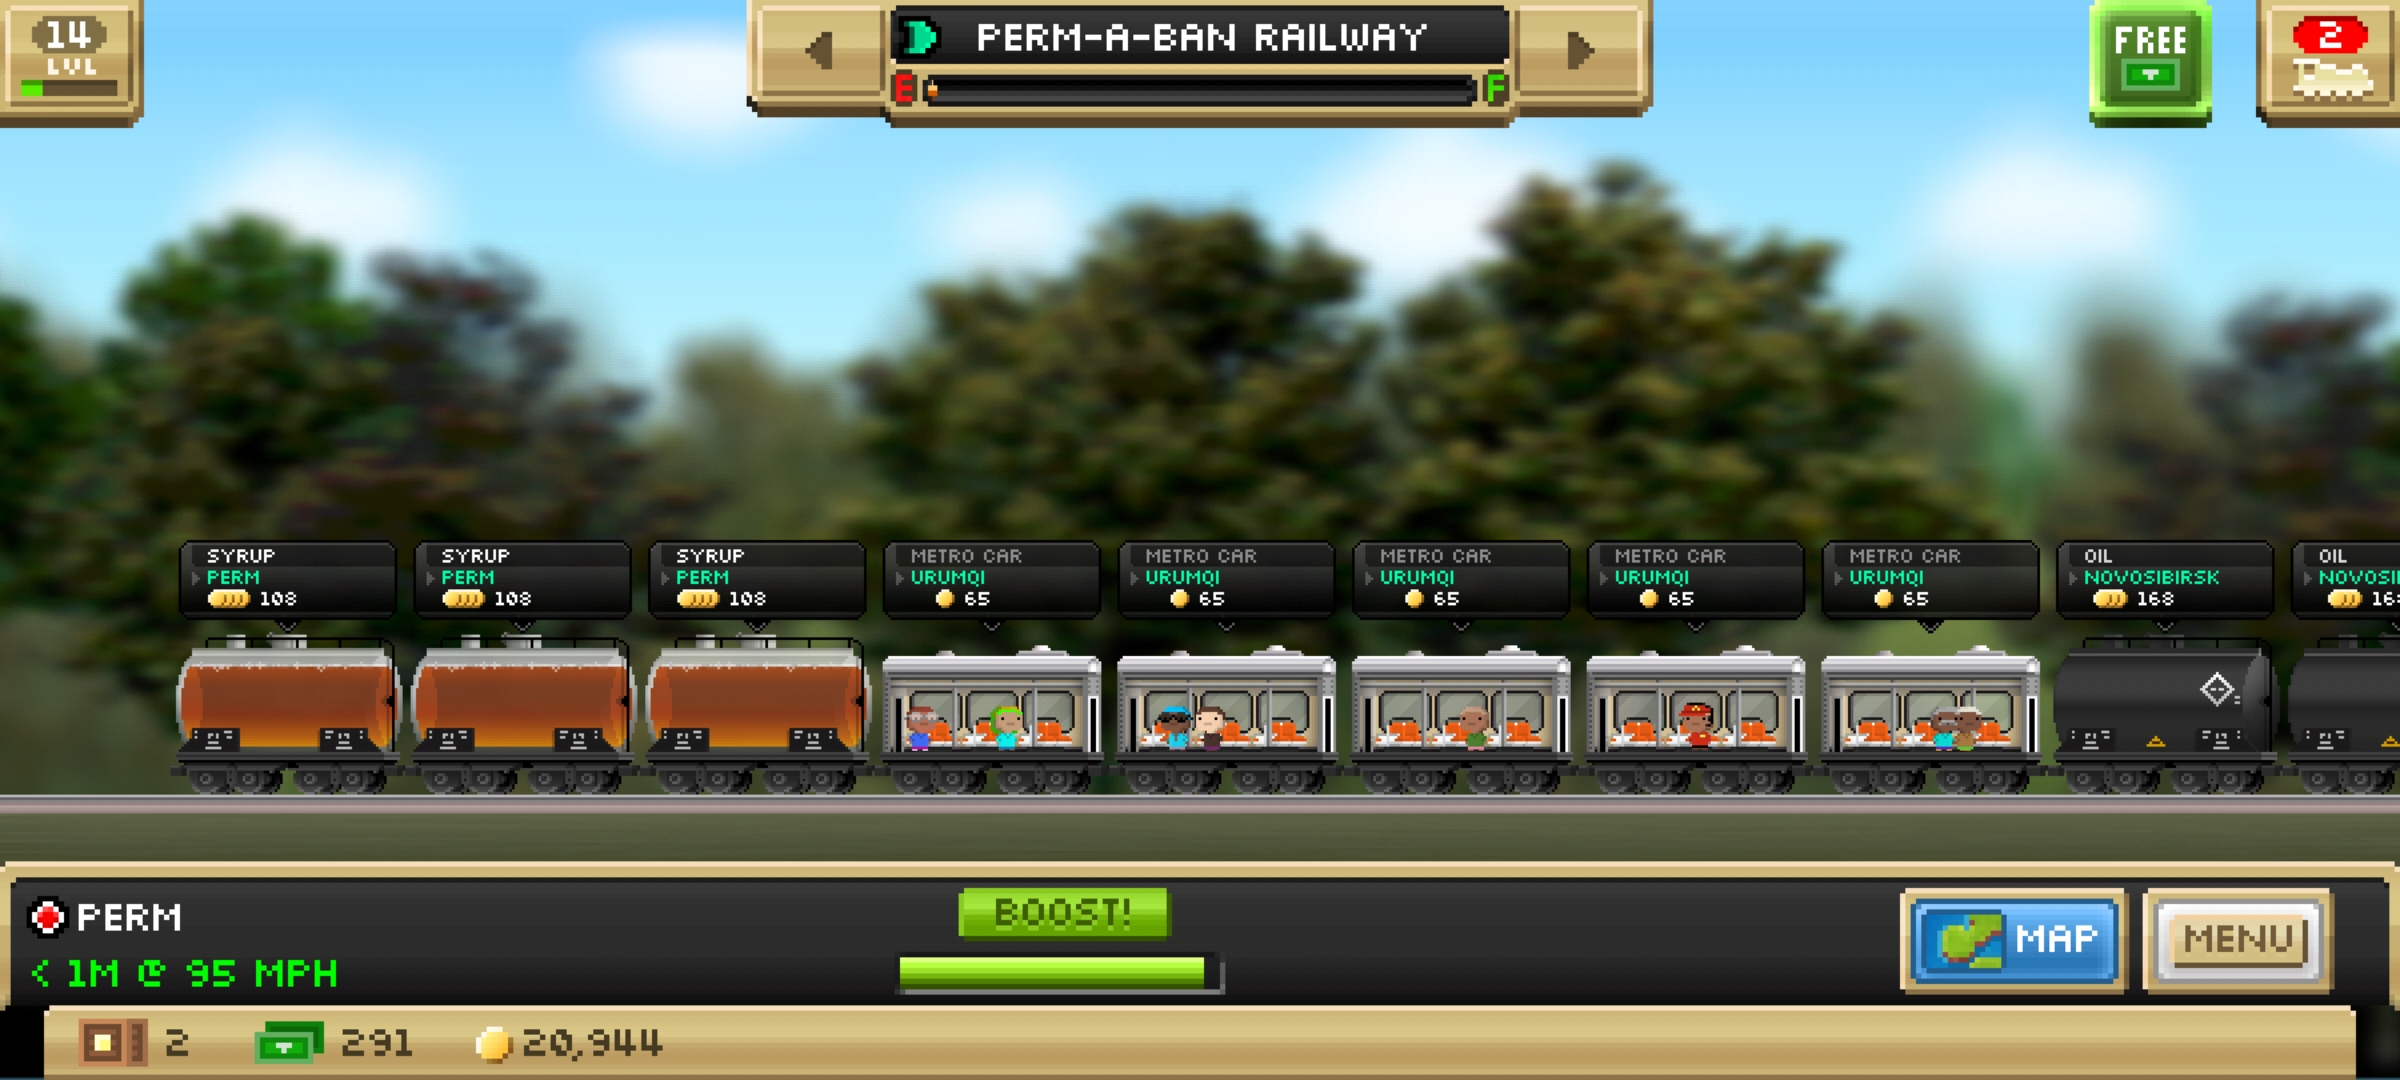 14
LVL
PERM-A-BAN RAILWAY
E F
FREE
2
SYRUP
PERM
108
SYRUP
PERM
108
SYRUP
PERM
108
METRO CAR
URUMQI
65
METRO CAR
URUMQI
65
METRO CAR
URUMQI
65
METRO CAR
URUMQI
65
METRO CAR
URUMQI
65
OIL
NOVOSIBIRSK
168
OIL
PERM
< 1M @ 95 MPH
BOOST!
MAP
MENU
2
291
20,944